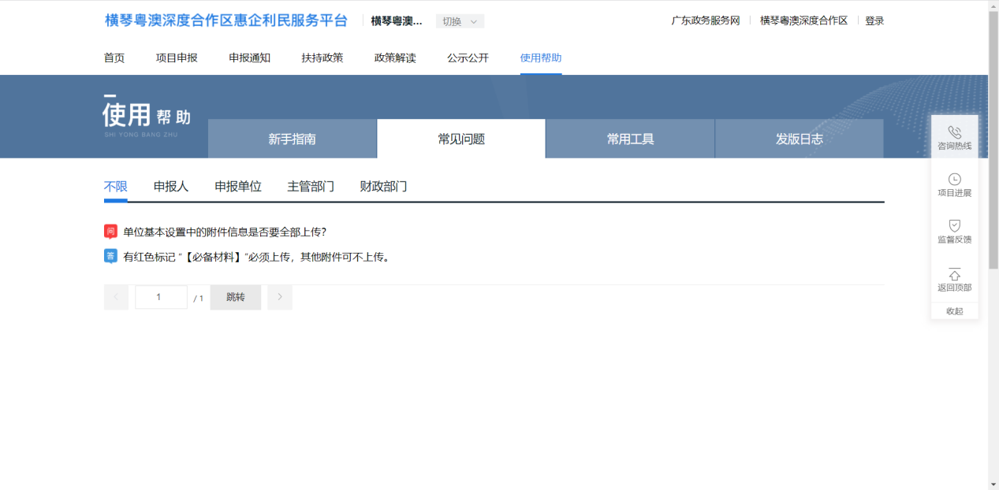 横琴粤澳深度合作区惠企利民服务平台 横琴粤澳... 切换 广东政务服务网 横琴粤澳深度合作区 登录
首页 项目申报 申报通知 扶持政策 政策解读 公示公开 使用帮助
使用帮助
SHI YONG BANG ZHU
新手指南 常见问题 常用工具 发版日志
咨询热线
项目进展
监督反馈
返回顶部
收起
不限 申报人 申报单位 主管部门 财政部门
问 单位基本设置中的附件信息是否要全部上传?
答 有红色标记 “【必备材料】”必须上传，其他附件可不上传。
1 / 1 跳转